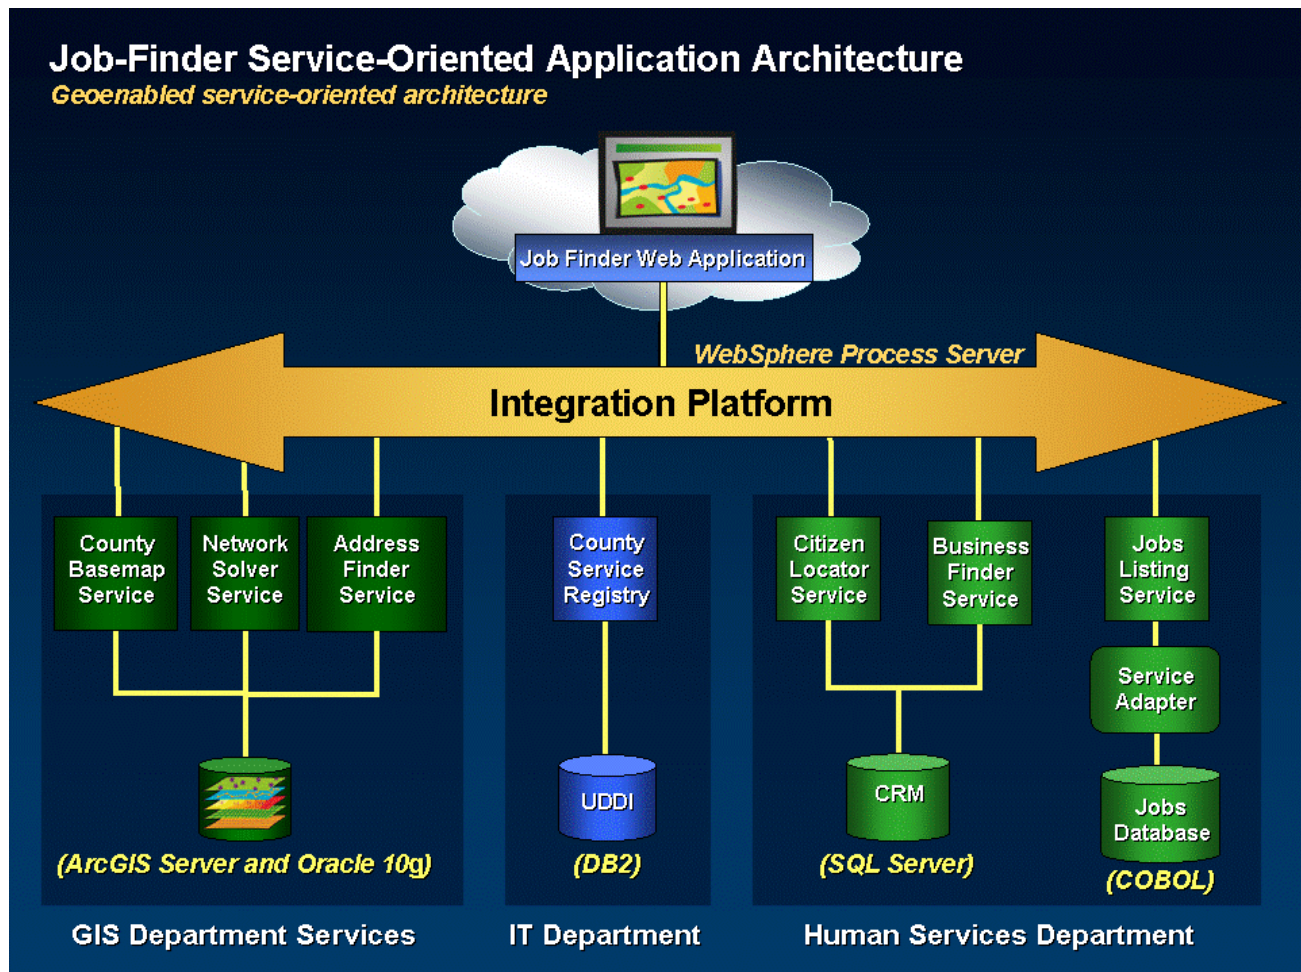 Job-Finder Service-Oriented Application Architecture
Geoenabled service-oriented architecture
Job Finder Web Application
WebSphere Process Server
Integration Platform
County
Basemap
Service
Network
Solver
Service
Address
Finder
Service
County
Service
Registry
Citizen
Locator
Service
Business
Finder
Service
Jobs
Listing
Service
Service
Adapter
UDDI
CRM
Jobs
Database
(ArcGIS Server and Oracle 10g)
(DB2)
(SQL Server)
(COBOL)
GIS Department Services
IT Department
Human Services Department